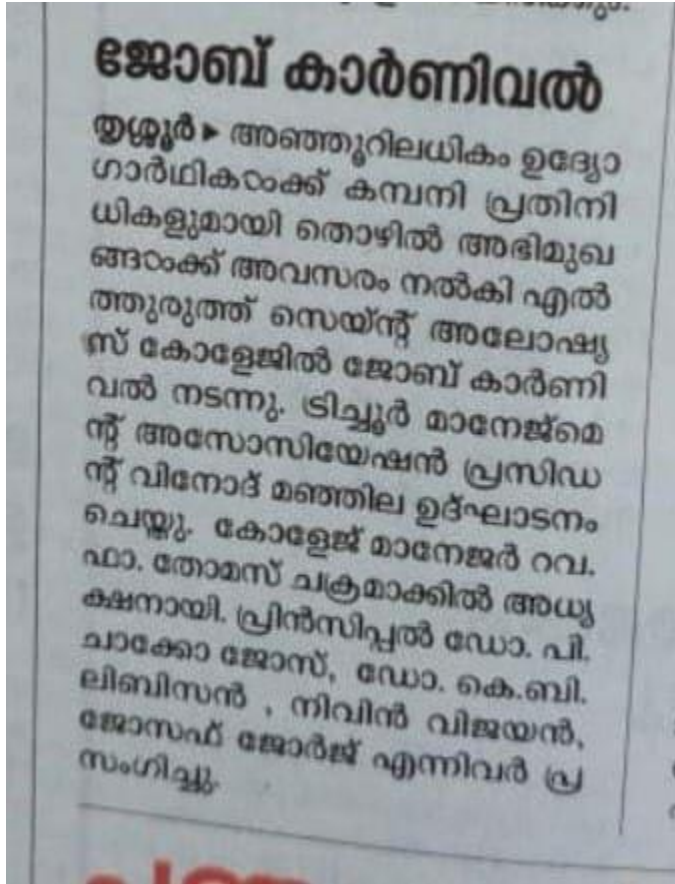 ജോബ് കാർണിവൽ
തൃശ്ശൂർ ▸ അഞ്ഞൂറിലധികം ഉദ്യോ
ഗാർഥികൾക്ക് കമ്പനി പ്രതിനി
ധികളുമായി തൊഴിൽ അഭിമുഖ
ങ്ങൾക്ക് അവസരം നൽകി എൽ
ത്തുരുത്ത് സെയ്ന്റ് അലോഷ്യ
സ് കോളേജിൽ ജോബ് കാർണി
വൽ നടന്നു. ട്രിച്ചൂർ മാനേജ്മെ
ന്റ് അസോസിയേഷൻ പ്രസിഡ
ന്റ് വിനോദ് മഞ്ഞില ഉദ്ഘാടനം
ചെയ്തു. കോളേജ് മാനേജർ റവ.
ഫാ. തോമസ് ചക്രമാക്കിൽ അധ്യ
ക്ഷനായി. പ്രിൻസിപ്പൽ ഡോ. പി.
ചാക്കോ ജോസ്, ഡോ. കെ.ബി.
ലിബിസൻ , നിവിൻ വിജയൻ,
ജോസഫ് ജോർജ് എന്നിവർ പ്ര
സംഗിച്ചു.